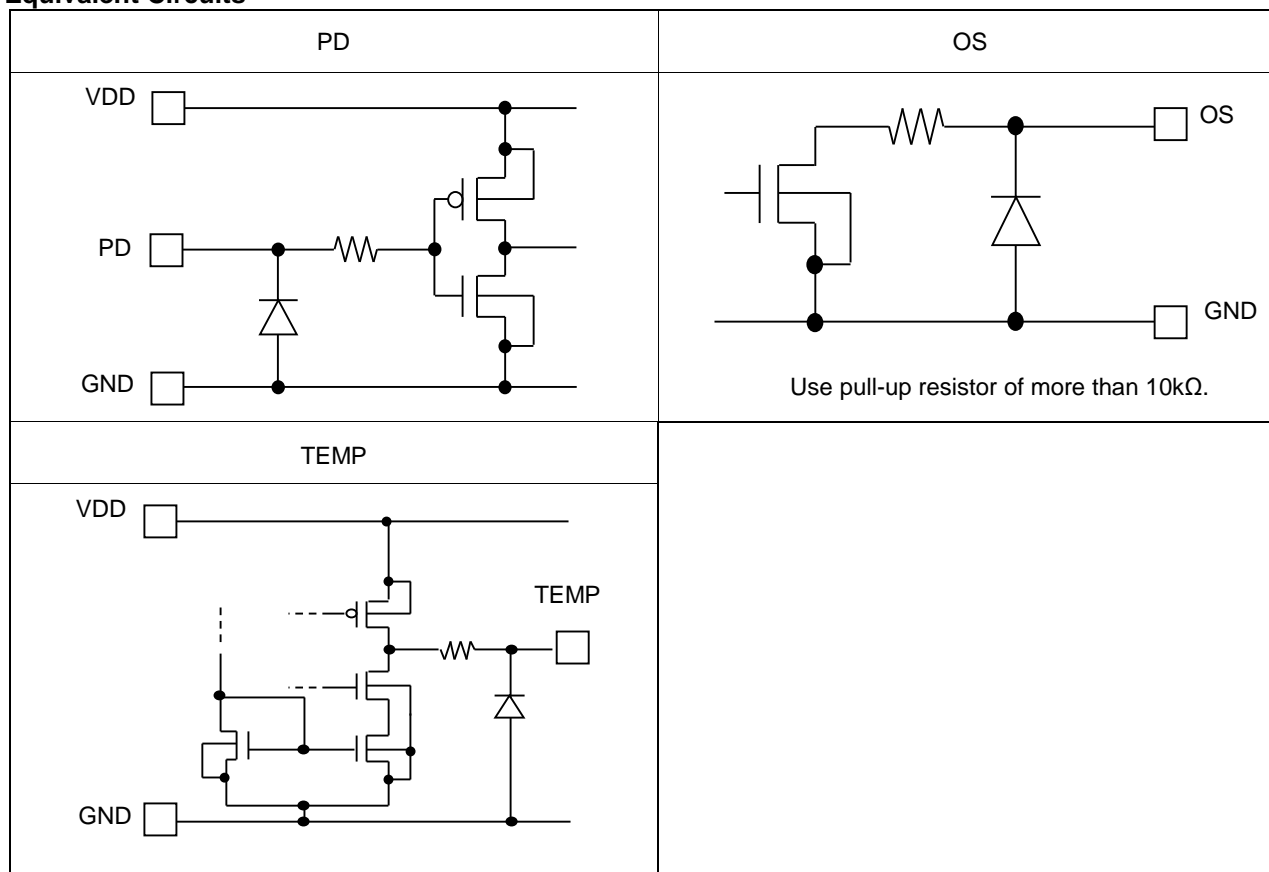 Equivalent Circuits
PD
OS
VDD
PD
GND
OS
GND
Use pull-up resistor of more than 10kΩ.
TEMP
VDD
TEMP
GND